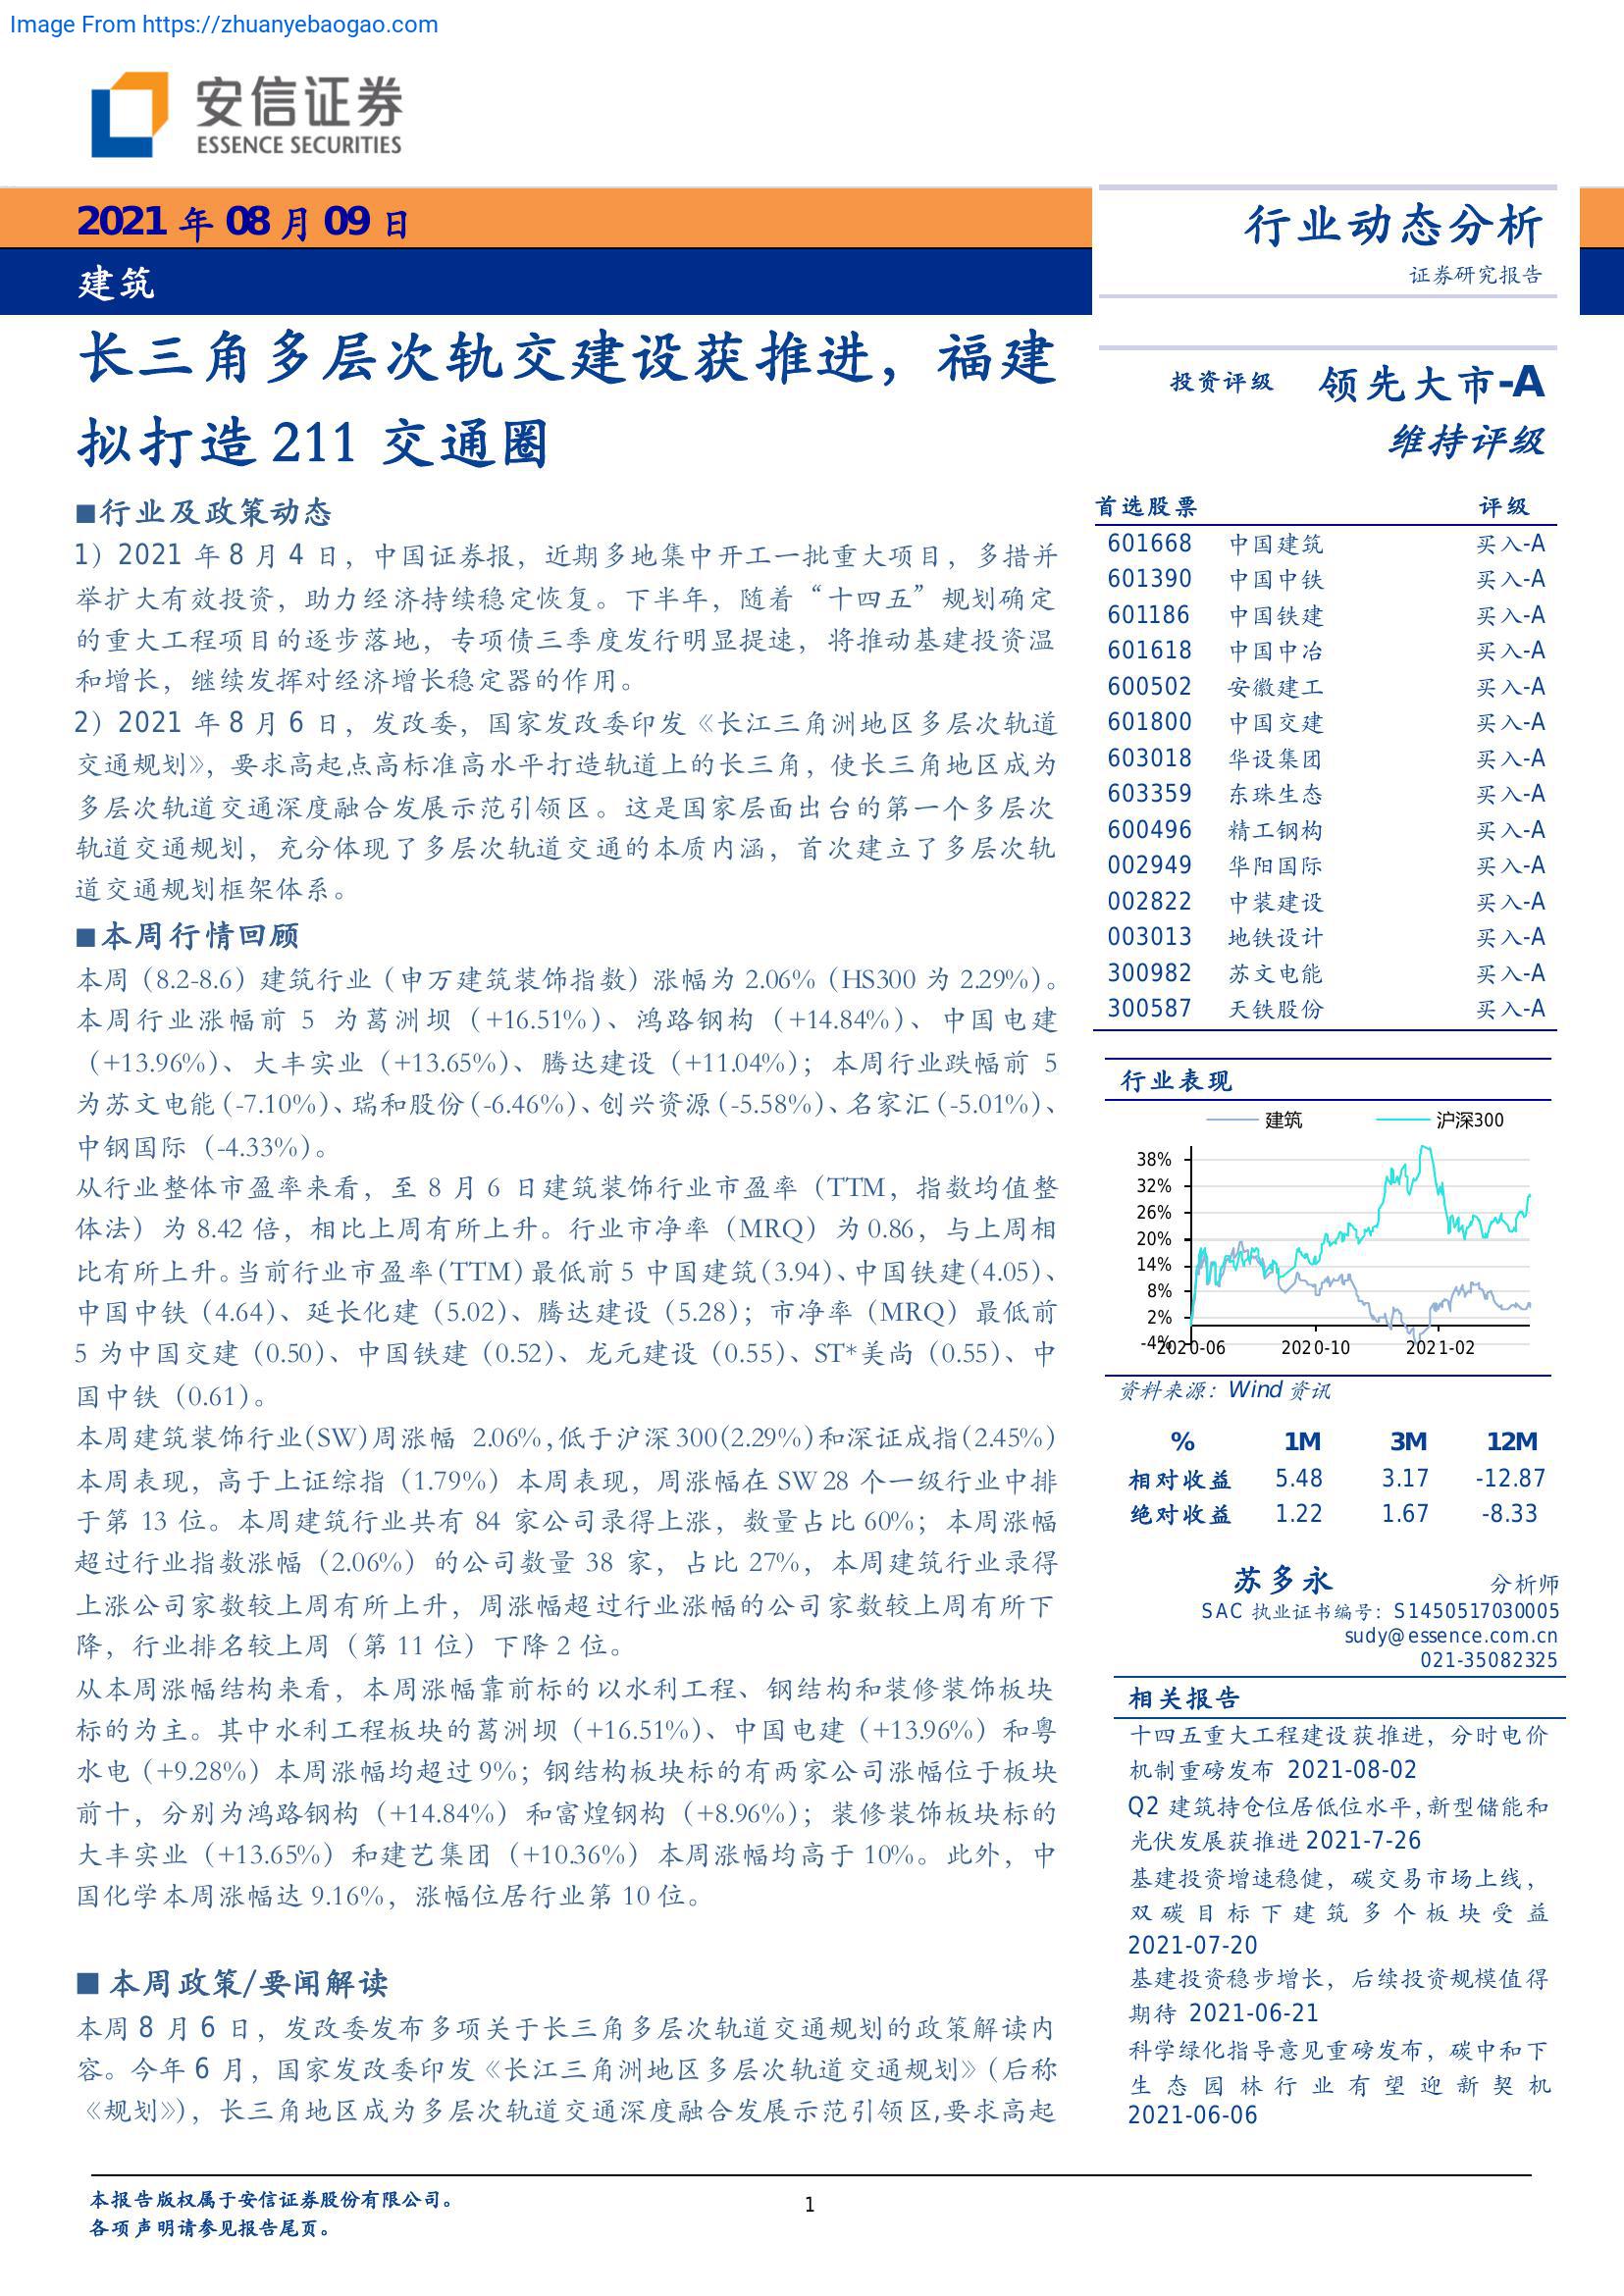 Image From https://zhuanyebaogao.com
安信证券
ESSENCE SECURITIES
2021 年 08 月 09 日
建筑
行业动态分析
证券研究报告
长三角多层次轨交建设获推进，福建
拟打造 211 交通圈
■行业及政策动态
1）2021 年 8 月 4 日，中国证券报，近期多地集中开工一批重大项目，多措并
举扩大有效投资，助力经济持续稳定恢复。下半年，随着“十四五”规划确定
的重大工程项目的逐步落地，专项债三季度发行明显提速，将推动基建投资温
和增长，继续发挥对经济增长稳定器的作用。
2）2021 年 8 月 6 日，发改委，国家发改委印发《长江三角洲地区多层次轨道
交通规划》，要求高起点高标准高水平打造轨道上的长三角，使长三角地区成为
多层次轨道交通深度融合发展示范引领区。这是国家层面出台的第一个多层次
轨道交通规划，充分体现了多层次轨道交通的本质内涵，首次建立了多层次轨
道交通规划框架体系。
■本周行情回顾
本周（8.2-8.6）建筑行业（申万建筑装饰指数）涨幅为 2.06%（HS300 为 2.29%）。
本周行业涨幅前 5 为葛洲坝（+16.51%）、鸿路钢构（+14.84%）、中国电建
（+13.96%）、大丰实业（+13.65%）、腾达建设（+11.04%）；本周行业跌幅前 5
为苏文电能（-7.10%）、瑞和股份（-6.46%）、创兴资源（-5.58%）、名家汇（-5.01%）、
中钢国际（-4.33%）。
从行业整体市盈率来看，至 8 月 6 日建筑装饰行业市盈率（TTM，指数均值整
体法）为 8.42 倍，相比上周有所上升。行业市净率（MRQ）为 0.86，与上周相
比有所上升。当前行业市盈率（TTM）最低前 5 中国建筑（3.94）、中国铁建（4.05）、
中国中铁（4.64）、延长化建（5.02）、腾达建设（5.28）；市净率（MRQ）最低前
5 为中国交建（0.50）、中国铁建（0.52）、龙元建设（0.55）、ST*美尚（0.55）、中
国中铁（0.61）。
本周建筑装饰行业(SW)周涨幅 2.06%,低于沪深 300(2.29%)和深证成指(2.45%)
本周表现，高于上证综指（1.79%）本周表现，周涨幅在 SW 28 个一级行业中排
于第 13 位。本周建筑行业共有 84 家公司录得上涨，数量占比 60%；本周涨幅
超过行业指数涨幅（2.06%）的公司数量 38 家，占比 27%，本周建筑行业录得
上涨公司家数较上周有所上升，周涨幅超过行业涨幅的公司家数较上周有所下
降，行业排名较上周（第 11 位）下降 2 位。
从本周涨幅结构来看，本周涨幅靠前标的以水利工程、钢结构和装修装饰板块
标的为主。其中水利工程板块的葛洲坝（+16.51%）、中国电建（+13.96%）和粤
水电（+9.28%）本周涨幅均超过 9%；钢结构板块标的有两家公司涨幅位于板块
前十，分别为鸿路钢构（+14.84%）和富煌钢构（+8.96%）；装修装饰板块标的
大丰实业（+13.65%）和建艺集团（+10.36%）本周涨幅均高于 10%。此外，中
国化学本周涨幅达 9.16%，涨幅位居行业第 10 位。
■ 本周政策/要闻解读
本周 8 月 6 日，发改委发布多项关于长三角多层次轨道交通规划的政策解读内
容。今年 6 月，国家发改委印发《长江三角洲地区多层次轨道交通规划》（后称
《规划》），长三角地区成为多层次轨道交通深度融合发展示范引领区,要求高起
投资评级 领先大市-A
维持评级
首选股票 评级
601668 中国建筑 买入-A
601390 中国中铁 买入-A
601186 中国铁建 买入-A
601618 中国中冶 买入-A
600502 安徽建工 买入-A
601800 中国交建 买入-A
603018 华设集团 买入-A
603359 东珠生态 买入-A
600496 精工钢构 买入-A
002949 华阳国际 买入-A
002822 中装建设 买入-A
003013 地铁设计 买入-A
300982 苏文电能 买入-A
300587 天铁股份 买入-A
行业表现
建筑 沪深300
38%
32%
26%
20%
14%
8%
2%
-4%
2020-06 2020-10 2021-02
资料来源：Wind 资讯
% 1M 3M 12M
相对收益 5.48 3.17 -12.87
绝对收益 1.22 1.67 -8.33
苏多永 分析师
SAC 执业证书编号：S1450517030005
sudy@essence.com.cn
021-35082325
相关报告
十四五重大工程建设获推进，分时电价
机制重磅发布 2021-08-02
Q2 建筑持仓位居低位水平,新型储能和
光伏发展获推进 2021-7-26
基建投资增速稳健，碳交易市场上线，
双碳目标下建筑多个板块受益
2021-07-20
基建投资稳步增长，后续投资规模值得
期待 2021-06-21
科学绿化指导意见重磅发布，碳中和下
生态园林行业有望迎新契机
2021-06-06
本报告版权属于安信证券股份有限公司。
各项声明请参见报告尾页。
1